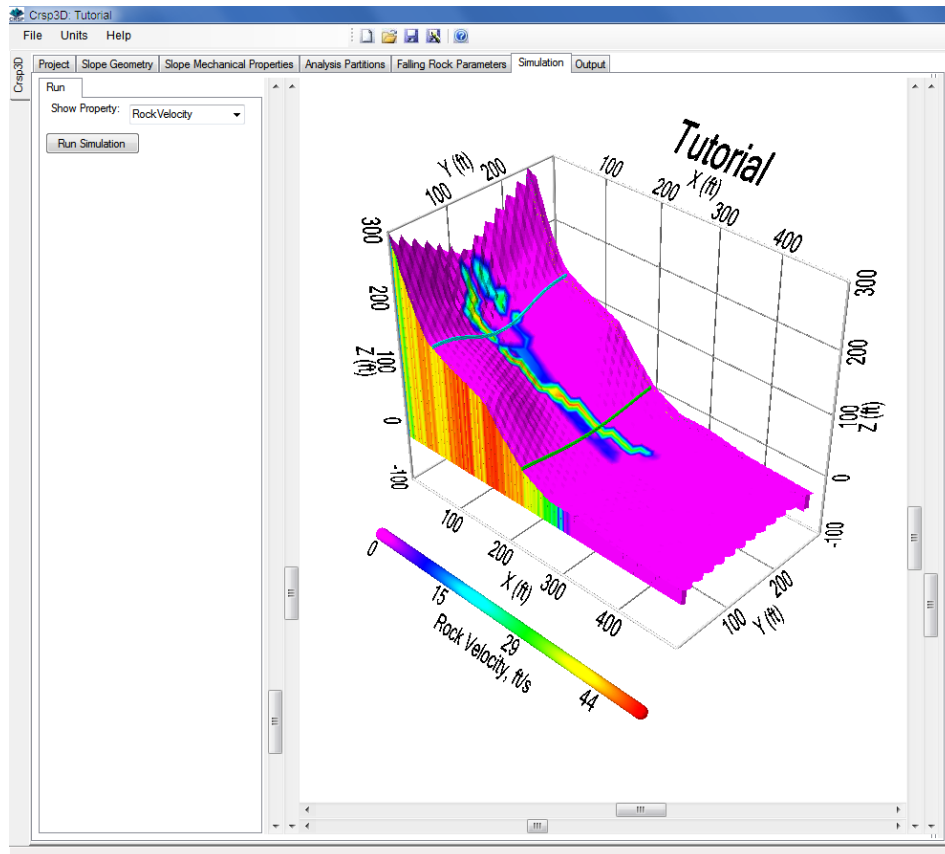 Crsp3D: Tutorial
File Units Help
Crsp3D
Project Slope Geometry Slope Mechanical Properties Analysis Partitions Falling Rock Parameters Simulation Output
Run
Show Property: RockVelocity
Run Simulation
Tutorial
Y (ft)
100 200
X (ft)
100 200 300 400
Z (ft)
300 200 100 0 -100
Z (ft)
300 200 100 0 -100
X (ft)
100 200 300 400
Y (ft)
100 200
0 15 29 44
Rock Velocity, ft/s